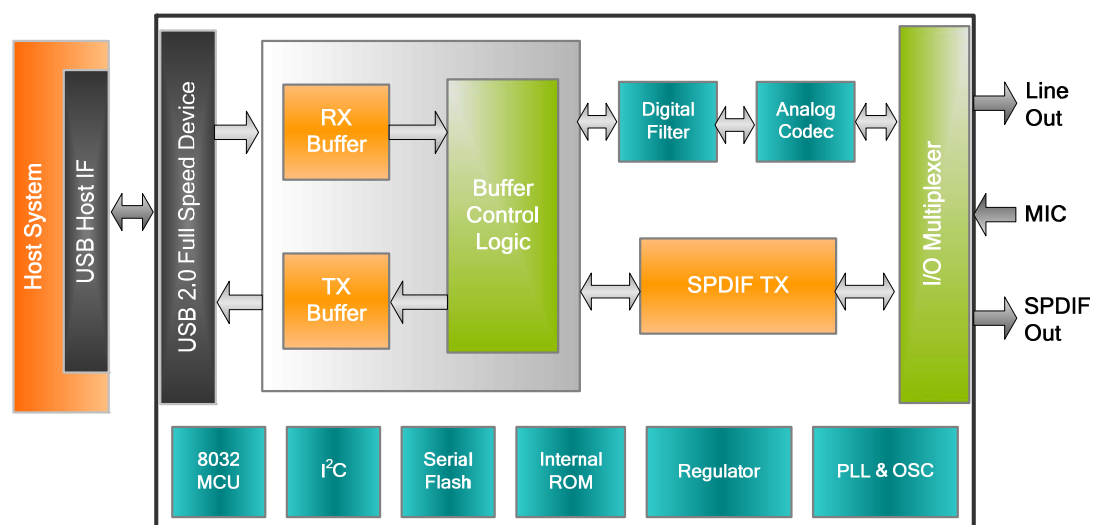 Host System
USB Host IF
USB 2.0 Full Speed Device
RX
Buffer
TX
Buffer
Buffer
Control
Logic
Digital
Filter
Analog
Codec
SPDIF TX
I/O Multiplexer
Line
Out
MIC
SPDIF
Out
8032
MCU
I²C
Serial
Flash
Internal
ROM
Regulator
PLL & OSC